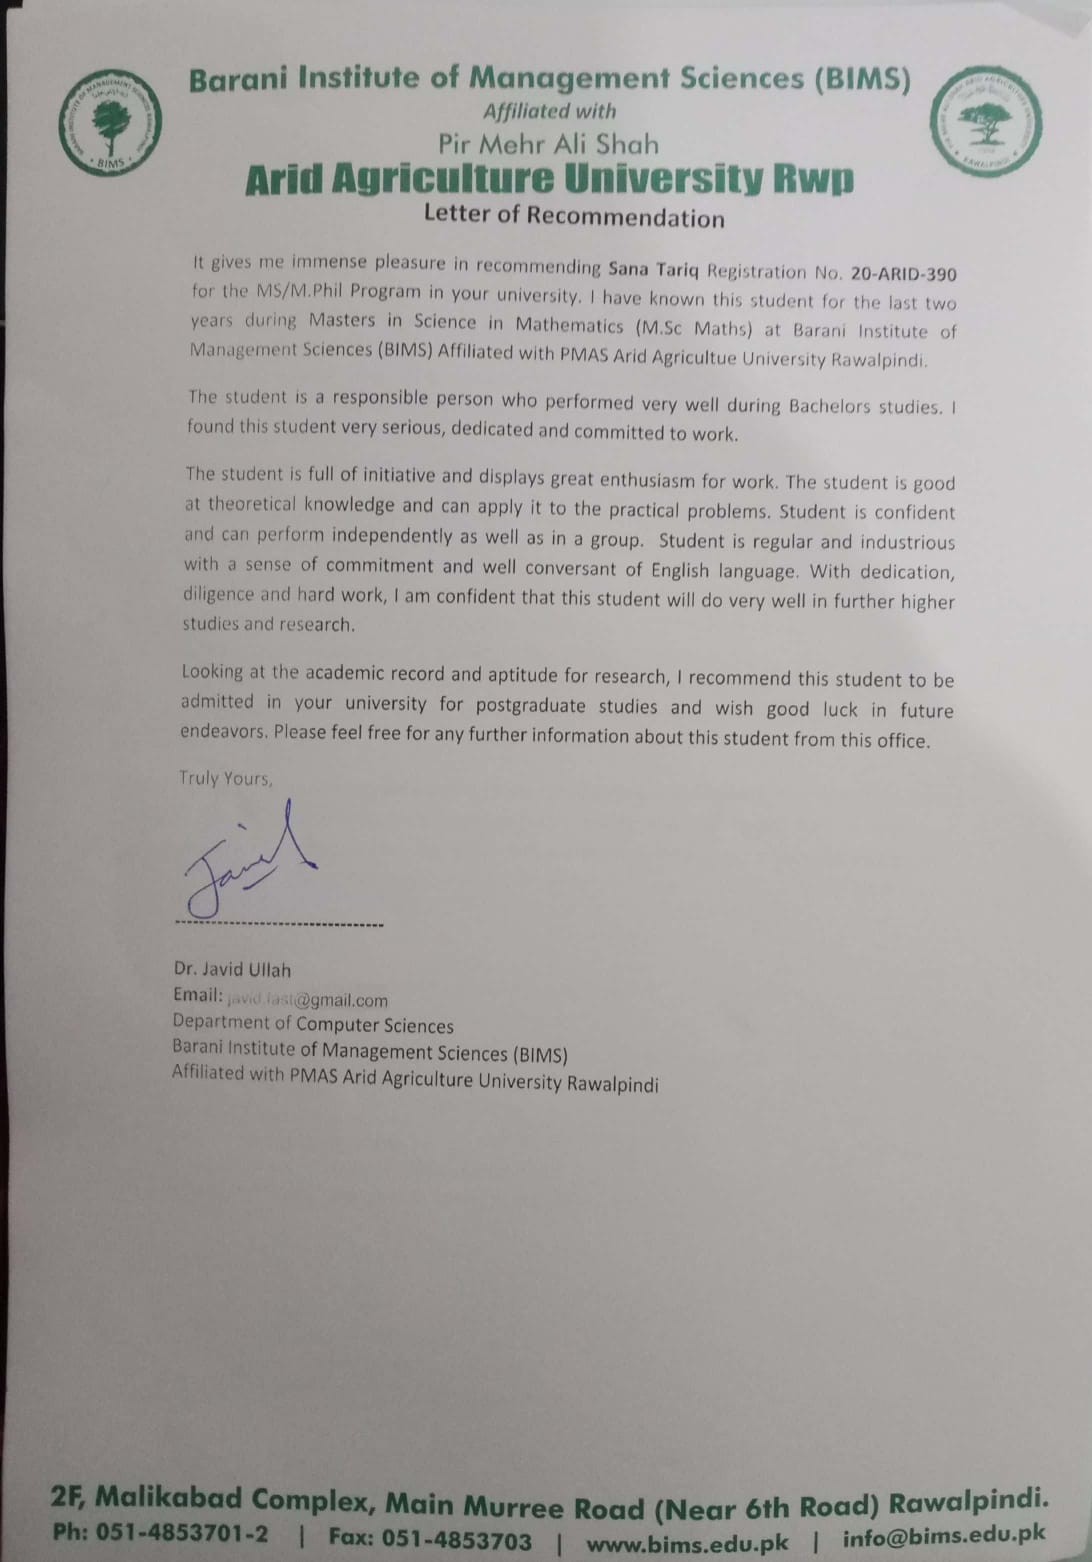 Barani Institute of Management Sciences (BIMS)
Affiliated with
Pir Mehr Ali Shah
Arid Agriculture University Rwp
Letter of Recommendation
BIMS
RAWALPINDI
It gives me immense pleasure in recommending Sana Tariq Registration No. 20-ARID-390
for the MS/M.Phil Program in your university. I have known this student for the last two
years during Masters in Science in Mathematics (M.Sc Maths) at Barani Institute of
Management Sciences (BIMS) Affiliated with PMAS Arid Agricultue University Rawalpindi.
The student is a responsible person who performed very well during Bachelors studies. I
found this student very serious, dedicated and committed to work.
The student is full of initiative and displays great enthusiasm for work. The student is good
at theoretical knowledge and can apply it to the practical problems. Student is confident
and can perform independently as well as in a group. Student is regular and industrious
with a sense of commitment and well conversant of English language. With dedication,
diligence and hard work, I am confident that this student will do very well in further higher
studies and research.
Looking at the academic record and aptitude for research, I recommend this student to be
admitted in your university for postgraduate studies and wish good luck in future
endeavors. Please feel free for any further information about this student from this office.
Truly Yours,
Dr. Javid Ullah
Email: @gmail.com
Department of Computer Sciences
Barani Institute of Management Sciences (BIMS)
Affiliated with PMAS Arid Agriculture University Rawalpindi
2F, Malikabad Complex, Main Murree Road (Near 6th Road) Rawalpindi.
Ph: 051-4853701-2 | Fax: 051-4853703 | www.bims.edu.pk | info@bims.edu.pk